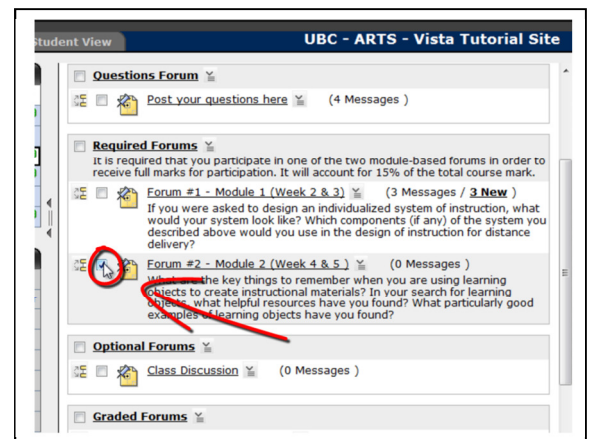 Student View
UBC - ARTS - Vista Tutorial Site
Questions Forum
Post your questions here (4 Messages )
Required Forums
It is required that you participate in one of the two module-based forums in order to
receive full marks for participation. It will account for 15% of the total course mark.
Forum #1 - Module 1 (Week 2 & 3) (3 Messages / 3 New )
If you were asked to design an individualized system of instruction, what
would your system look like? Which components (if any) of the system you
described above would you use in the design of instruction for distance
delivery?
Forum #2 - Module 2 (Week 4 & 5 ) (0 Messages )
What are the key things to remember when you are using learning
objects to create instructional materials? In your search for learning
objects, what helpful resources have you found? What particularly good
examples of learning objects have you found?
Optional Forums
Class Discussion (0 Messages )
Graded Forums